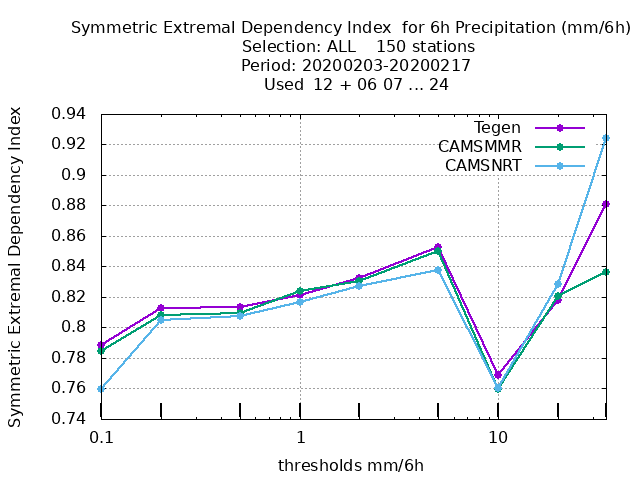 Symmetric Extremal Dependency Index  for 6h Precipitation (mm/6h)
Selection: ALL    150 stations
Period: 20200203-20200217
Used  12 + 06 07 ... 24
Symmetric Extremal Dependency Index
0.94
0.92
0.9
0.88
0.86
0.84
0.82
0.8
0.78
0.76
0.74
Tegen
CAMSMMR
CAMSNRT
0.1 1 10
thresholds mm/6h